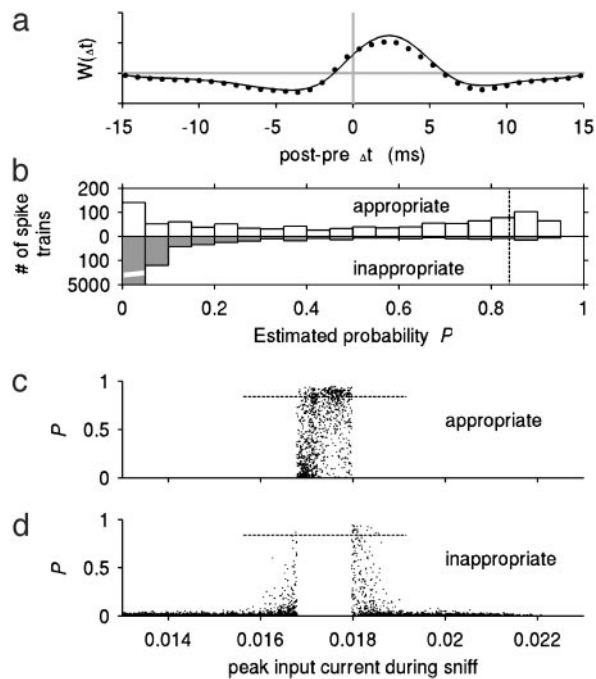 a
W(Δt)
-15 -10 -5 0 5 10 15
post-pre Δt (ms)
b
# of spike
trains
200
100
0
100
5000
appropriate
inappropriate
0 0.2 0.4 0.6 0.8 1
Estimated probability P
c
P
1
0.5
0
appropriate
d
P
1
0.5
0
inappropriate
0.014 0.016 0.018 0.02 0.022
peak input current during sniff